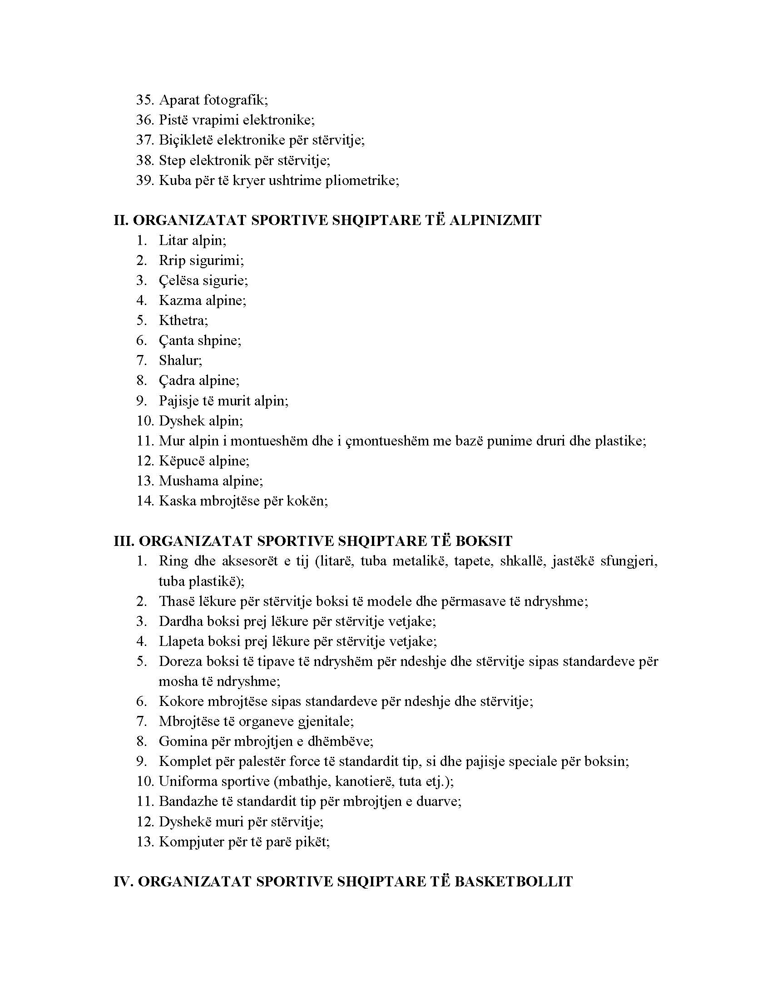 35. Aparat fotografik;
36. Pistë vrapimi elektronike;
37. Biçikletë elektronike për stërvitje;
38. Step elektronik për stërvitje;
39. Kuba për të kryer ushtrime pliometrike;
II. ORGANIZATAT SPORTIVE SHQIPTARE TË ALPINIZMIT
1. Litar alpin;
2. Rrip sigurimi;
3. Çelësa sigurie;
4. Kazma alpine;
5. Kthetra;
6. Çanta shpine;
7. Shalur;
8. Çadra alpine;
9. Pajisje të murit alpin;
10. Dyshek alpin;
11. Mur alpin i montueshëm dhe i çmontueshëm me bazë punime druri dhe plastike;
12. Këpucë alpine;
13. Mushama alpine;
14. Kaska mbrojtëse për kokën;
III. ORGANIZATAT SPORTIVE SHQIPTARE TË BOKSIT
1. Ring dhe aksesorët e tij (litarë, tuba metalikë, tapete, shkallë, jastëkë sfungjeri,
tuba plastikë);
2. Thasë lëkure për stërvitje boksi të modele dhe përmasave të ndryshme;
3. Dardha boksi prej lëkure për stërvitje vetjake;
4. Llapeta boksi prej lëkure për stërvitje vetjake;
5. Doreza boksi të tipave të ndryshëm për ndeshje dhe stërvitje sipas standardeve për
mosha të ndryshme;
6. Kokore mbrojtëse sipas standardeve për ndeshje dhe stërvitje;
7. Mbrojtëse të organeve gjenitale;
8. Gomina për mbrojtjen e dhëmbëve;
9. Komplet për palestër force të standardit tip, si dhe pajisje speciale për boksin;
10. Uniforma sportive (mbathje, kanotierë, tuta etj.);
11. Bandazhe të standardit tip për mbrojtjen e duarve;
12. Dyshekë muri për stërvitje;
13. Kompjuter për të parë pikët;
IV. ORGANIZATAT SPORTIVE SHQIPTARE TË BASKETBOLLIT